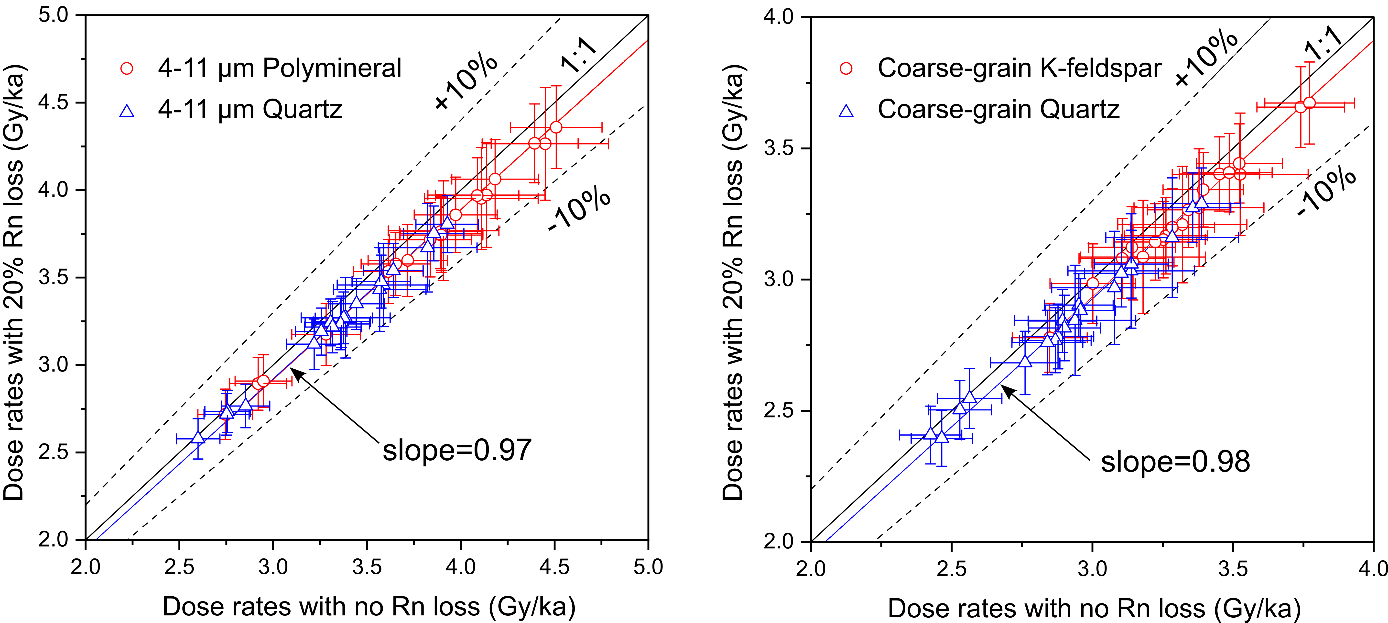 Dose rates with 20% Rn loss (Gy/ka)
5.0
4.5
4.0
3.5
3.0
2.5
2.0
4-11 μm Polymineral
4-11 μm Quartz
+10%
1:1
-10%
slope=0.97
2.0 2.5 3.0 3.5 4.0 4.5 5.0
Dose rates with no Rn loss (Gy/ka)
Dose rates with 20% Rn loss (Gy/ka)
4.0
3.5
3.0
2.5
2.0
Coarse-grain K-feldspar
Coarse-grain Quartz
+10%
1:1
-10%
slope=0.98
2.0 2.5 3.0 3.5 4.0
Dose rates with no Rn loss (Gy/ka)